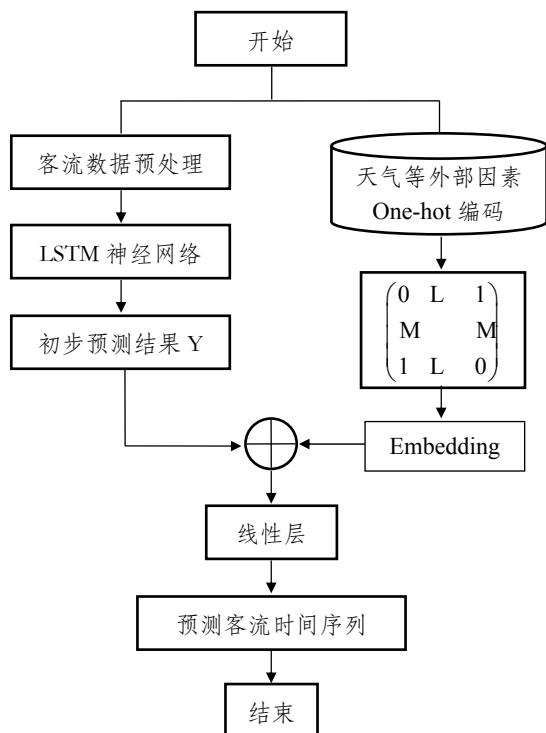 开始
客流数据预处理
LSTM 神经网络
初步预测结果 Y
天气等外部因素
One-hot 编码
0 L 1
M M
1 L 0
Embedding
线性层
预测客流时间序列
结束